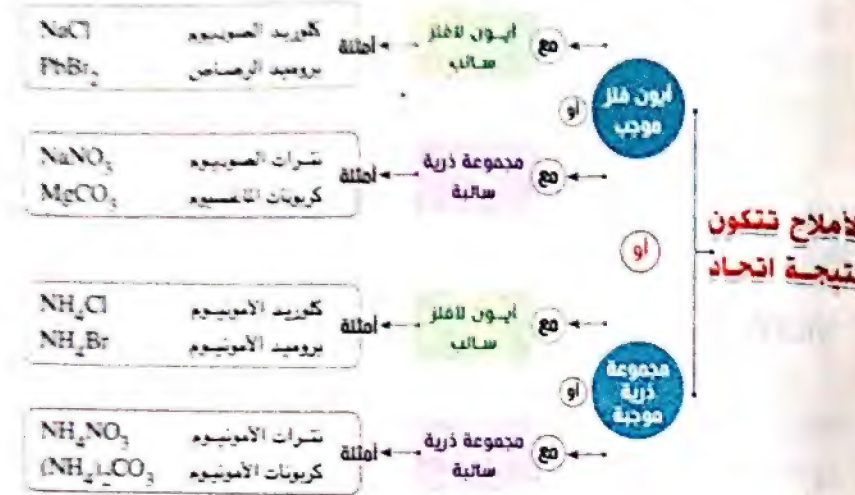 الأملاح تتكون
نتيجة اتحاد
أيون فلز
موجب
أو
مع
أيون لافلز
سالب
أمثلة
كلوريد الصوديوم NaCl
بروميد الرصاص PbBr₂
مع
مجموعة ذرية
سالبة
أمثلة
نترات الصوديوم NaNO₃
كربونات الماغنسيوم MgCO₃
أو
مجموعة
ذرية
موجبة
أو
مع
أيون لافلز
سالب
أمثلة
كلوريد الأمونيوم NH₄Cl
بروميد الأمونيوم NH₄Br
مع
مجموعة ذرية
سالبة
أمثلة
نترات الأمونيوم NH₄NO₃
كربونات الأمونيوم (NH₄)₂CO₃